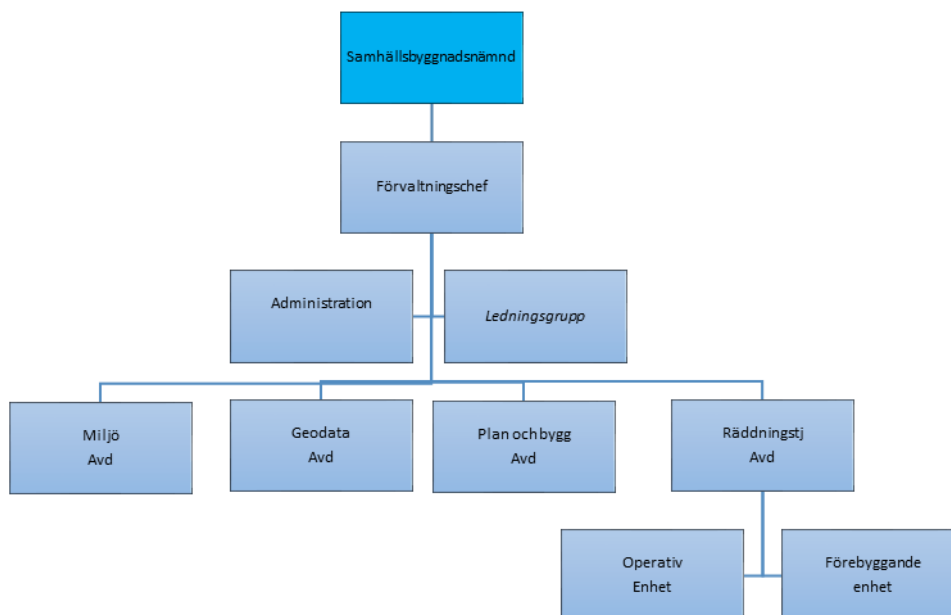 Samhällsbyggnadsnämnd
Förvaltningschef
Administration
Ledningsgrupp
Miljö
Avd
Geodata
Avd
Plan och bygg
Avd
Räddningstj
Avd
Operativ
Enhet
Förebyggande
enhet